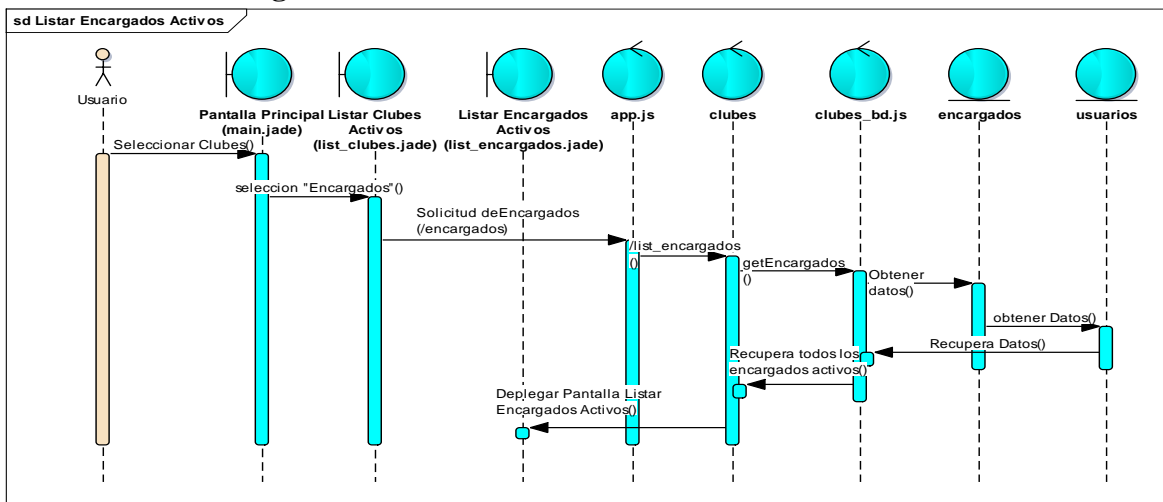 sd Listar Encargados Activos
Usuario
Pantalla Principal
(main.jade)
Listar Clubes
Activos
(list_clubes.jade)
Listar Encargados
Activos
(list_encargados.jade)
app.js
clubes
clubes_bd.js
encargados
usuarios
Seleccionar Clubes()
seleccion "Encargados"()
Solicitud deEncargados
(/encargados)
/list_encargados
()
getEncargados
()
Obtener
datos()
obtener Datos()
Recupera Datos()
Recupera todos los
encargados activos()
Deplegar Pantalla Listar
Encargados Activos()